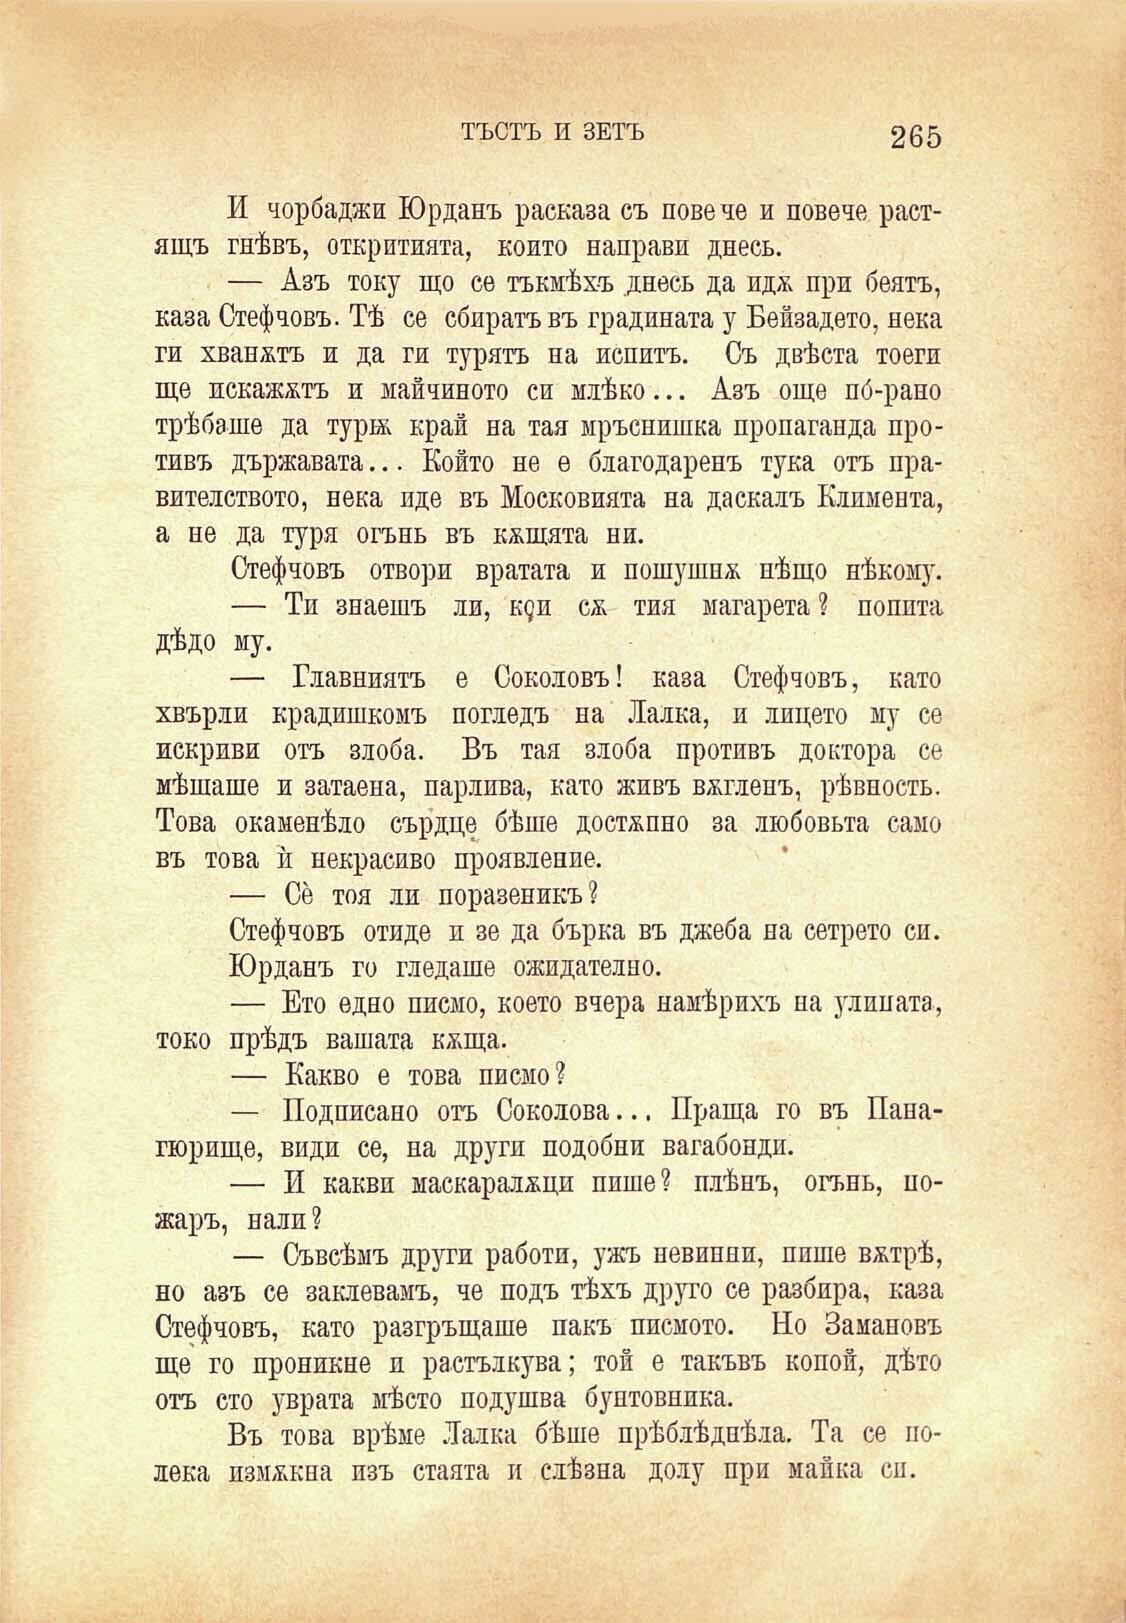 ТЪСТЪ И ЗЕТЪ 265
И чорбаджи Юрданъ расказа съ повече и повече раст-
ящъ гнѣвъ, откритията, които направи днесь.
— Азъ току що се тъкмѣхъ днесь да идѫ при беятъ,
каза Стефчовъ. Тѣ се сбиратъ въ градината у Бейзадето, нека
ги хванѫтъ и да ги турятъ на испитъ. Съ двѣста тоеги
ще искажѫтъ и майчиното си млѣко... Азъ още по́-рано
трѣбаше да турѭ край на тая мръснишка пропаганда про-
тивъ държавата... Който не е благодаренъ тука отъ пра-
вителството, нека иде въ Московията на даскалъ Климента,
а не да туря огънь въ кѫщята ни.
Стефчовъ отвори вратата и пошушнѫ нѣщо нѣкому.
— Ти знаешъ ли, кои сѫ тия магарета? попита
дѣдо му.
— Главниятъ е Соколовъ! каза Стефчовъ, като
хвърли крадишкомъ погледъ на Лалка, и лицето му се
искриви отъ злоба. Въ тая злоба противъ доктора се
мѣшаше и затаена, парлива, като живъ вѫгленъ, рѣвность.
Това окаменѣло сърдце бѣше достѫпно за любовьта само
въ това ѝ некрасиво проявление.
— Сѐ тоя ли поразеникъ?
Стефчовъ отиде и зе да бърка въ джеба на сетрето си.
Юрданъ го гледаше ожидателно.
— Ето едно писмо, което вчера намѣрихъ на улицата,
токо прѣдъ вашата кѫща.
— Какво е това писмо?
— Подписано отъ Соколова... Праща го въ Пана-
гюрище, види се, на други подобни вагабонди.
— И какви маскаралѫци пише? плѣнъ, огънь, по-
жаръ, нали?
— Съвсѣмъ други работи, ужъ невинни, пише вѫтрѣ,
но азъ се заклевамъ, че подъ тѣхъ друго се разбира, каза
Стефчовъ, като разгръщаше пакъ писмото. Но Замановъ
ще го проникне и растълкува; той е такъвъ копой, дѣто
отъ сто уврата мѣсто подушва бунтовника.
Въ това врѣме Лалка бѣше прѣблѣднѣла. Та се по-
лека измѫкна изъ стаята и слѣзна долу при майка си.